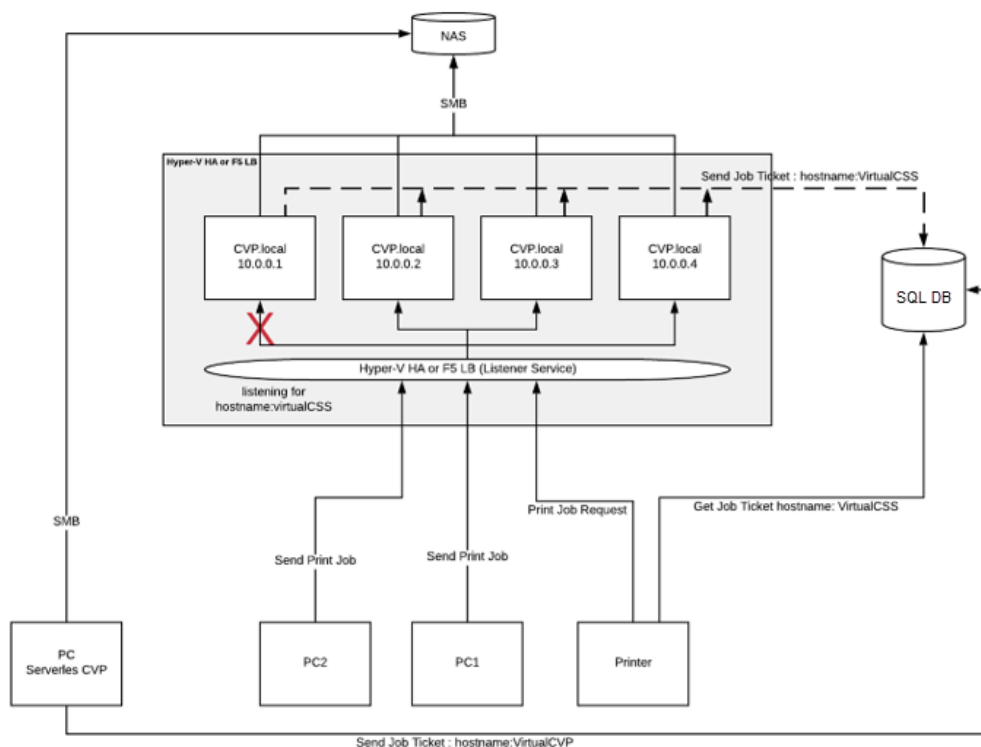 NAS
SMB
Hyper-V HA or F5 LB
Send Job Ticket : hostname:VirtualCSS
CVP.local
10.0.0.1
CVP.local
10.0.0.2
CVP.local
10.0.0.3
CVP.local
10.0.0.4
SQL DB
X
Hyper-V HA or F5 LB (Listener Service)
listening for
hostname:virtualCSS
Print Job Request
Get Job Ticket hostname: VirtualCSS
SMB
Send Print Job
Send Print Job
PC
Serverles CVP
PC2
PC1
Printer
Send Job Ticket : hostname:VirtualCVP